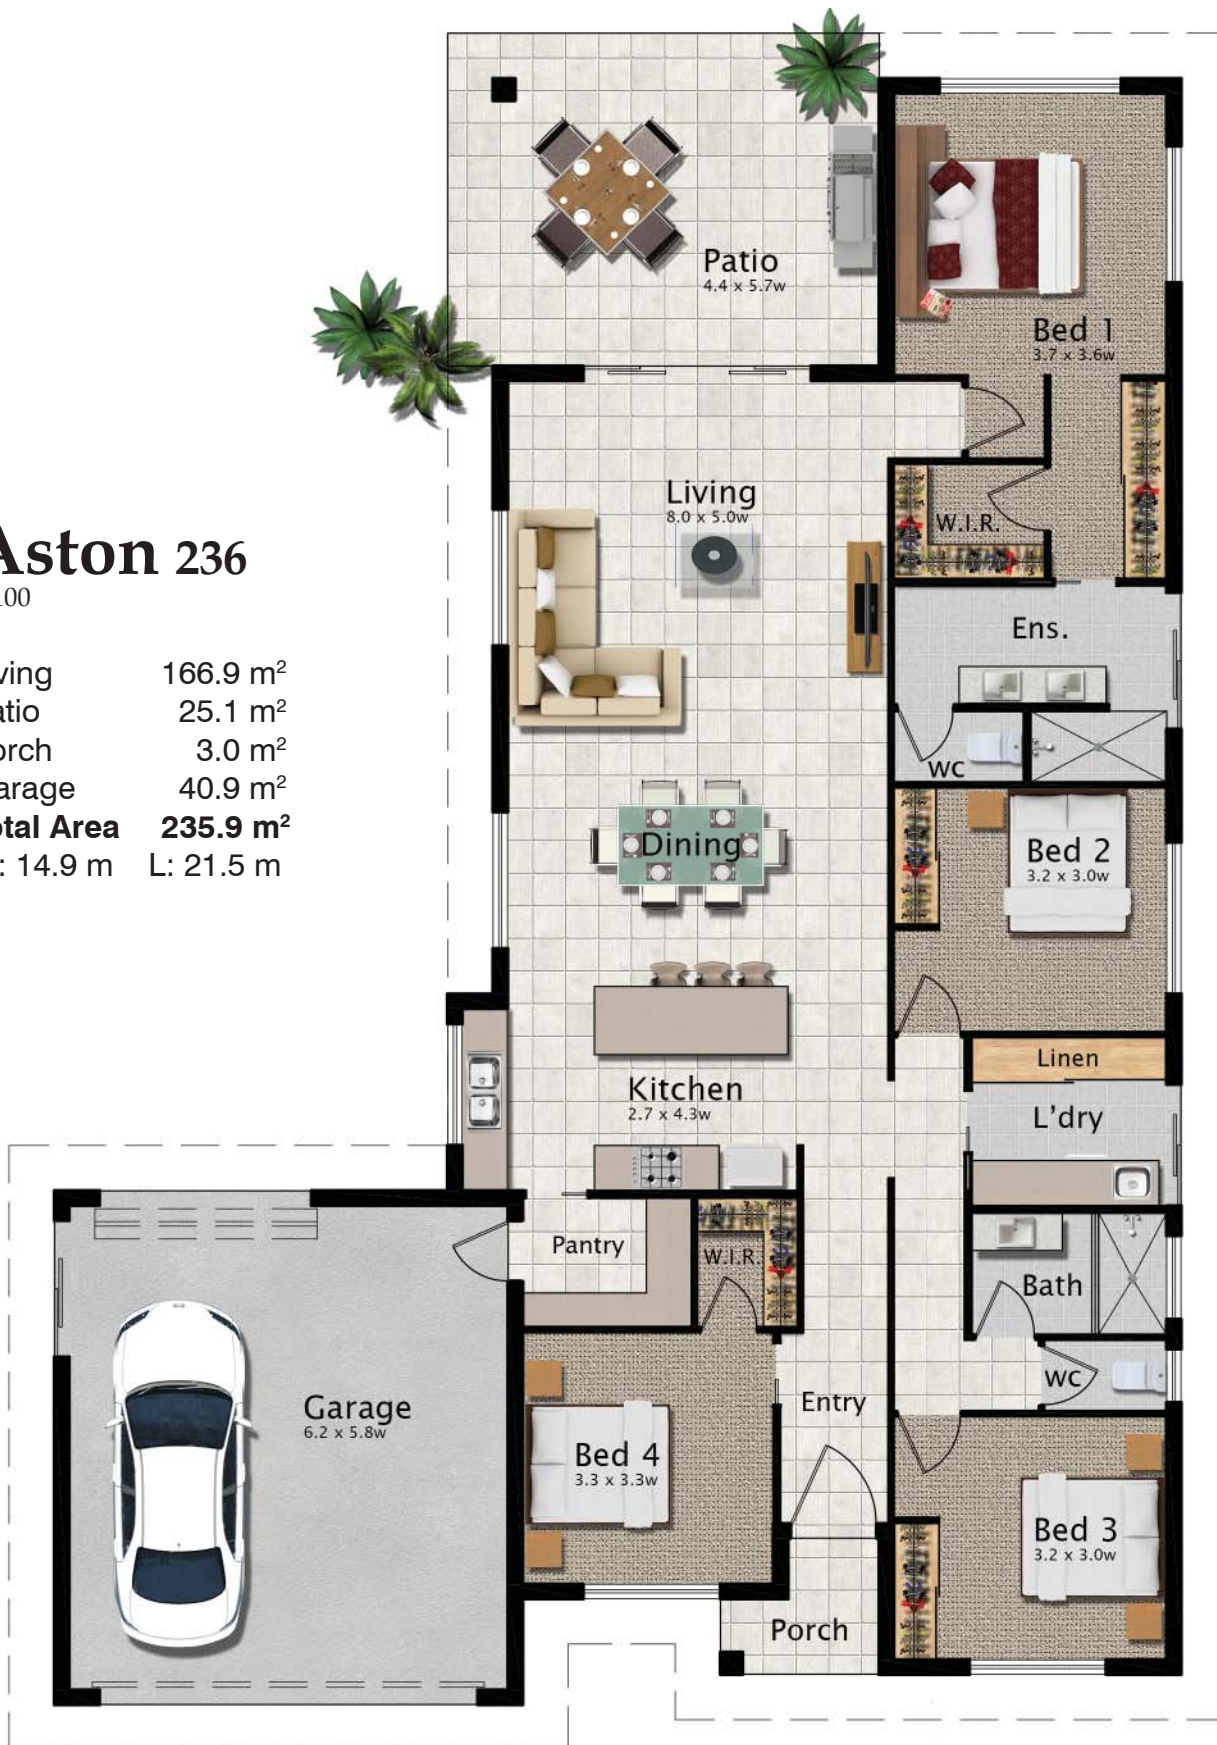 Aston 236
100
ving 166.9 m²
atio 25.1 m²
orch 3.0 m²
arage 40.9 m²
otal Area 235.9 m²
: 14.9 m L: 21.5 m
Patio
4.4 x 5.7w
Bed 1
3.7 x 3.6w
Living
8.0 x 5.0w
W.I.R.
Ens.
wc
Dining
Bed 2
3.2 x 3.0w
Linen
Kitchen
2.7 x 4.3w
L'dry
Pantry
W.I.R.
Bath
wc
Garage
6.2 x 5.8w
Entry
Bed 4
3.3 x 3.3w
Bed 3
3.2 x 3.0w
Porch